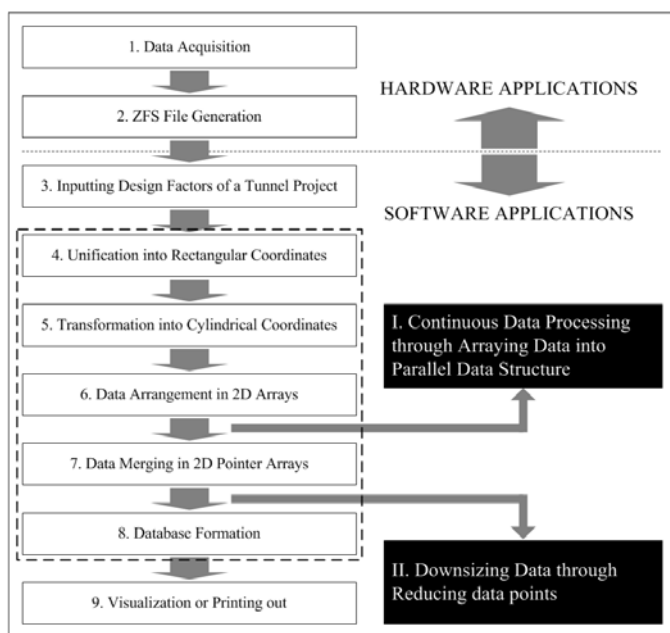 1. Data Acquisition
2. ZFS File Generation
HARDWARE APPLICATIONS
3. Inputting Design Factors of a Tunnel Project
SOFTWARE APPLICATIONS
4. Unification into Rectangular Coordinates
5. Transformation into Cylindrical Coordinates
6. Data Arrangement in 2D Arrays
7. Data Merging in 2D Pointer Arrays
8. Database Formation
9. Visualization or Printing out
I. Continuous Data Processing
through Arraying Data into
Parallel Data Structure
II. Downsizing Data through
Reducing data points